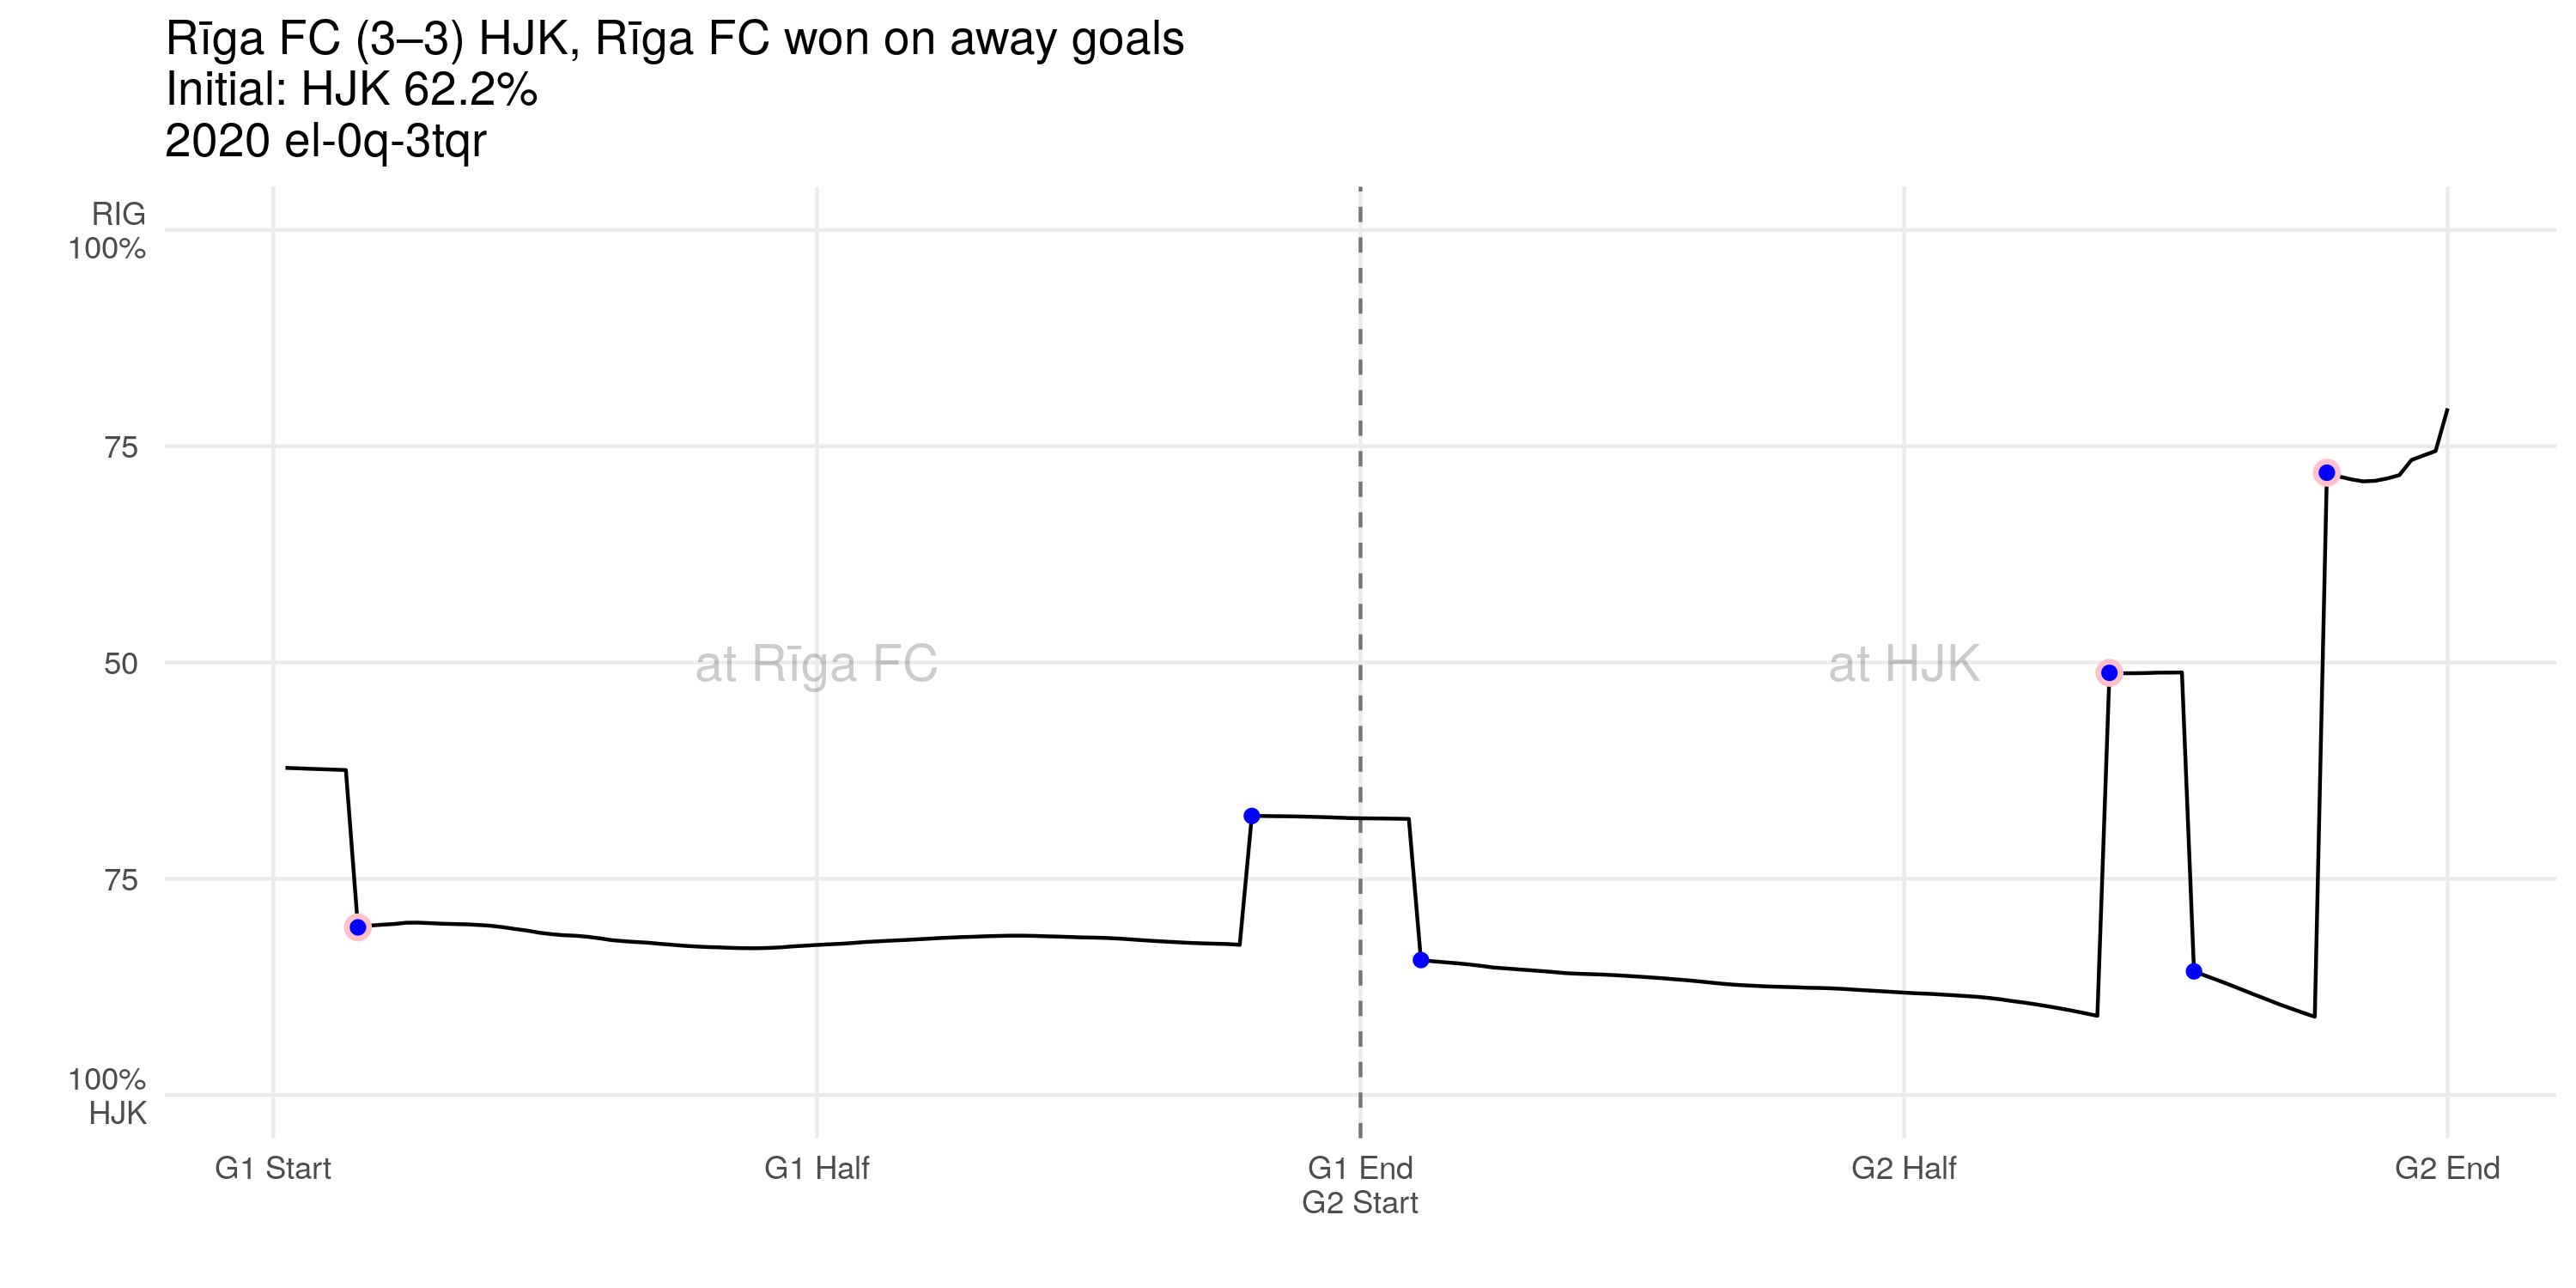 Rīga FC (3–3) HJK, Rīga FC won on away goals
Initial: HJK 62.2%
2020 el-0q-3tqr
RIG
100%
75
50
75
100%
HJK
at Rīga FC
at HJK
G1 Start
G1 Half
G1 End
G2 Start
G2 Half
G2 End